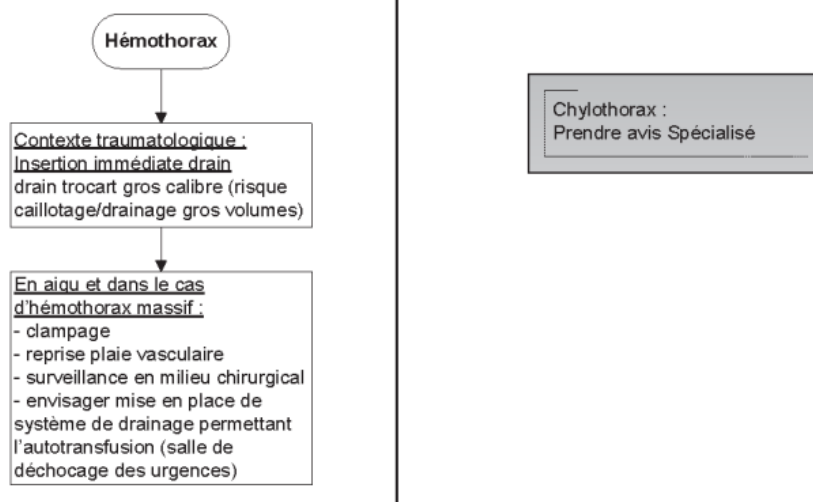 Hémothorax
Contexte traumatologique :
Insertion immédiate drain
drain trocart gros calibre (risque
caillotage/drainage gros volumes)
En aigu et dans le cas
d'hémothorax massif :
- clampage
- reprise plaie vasculaire
- surveillance en milieu chirurgical
- envisager mise en place de
système de drainage permettant
l'autotransfusion (salle de
déchocage des urgences)
Chylothorax :
Prendre avis Spécialisé